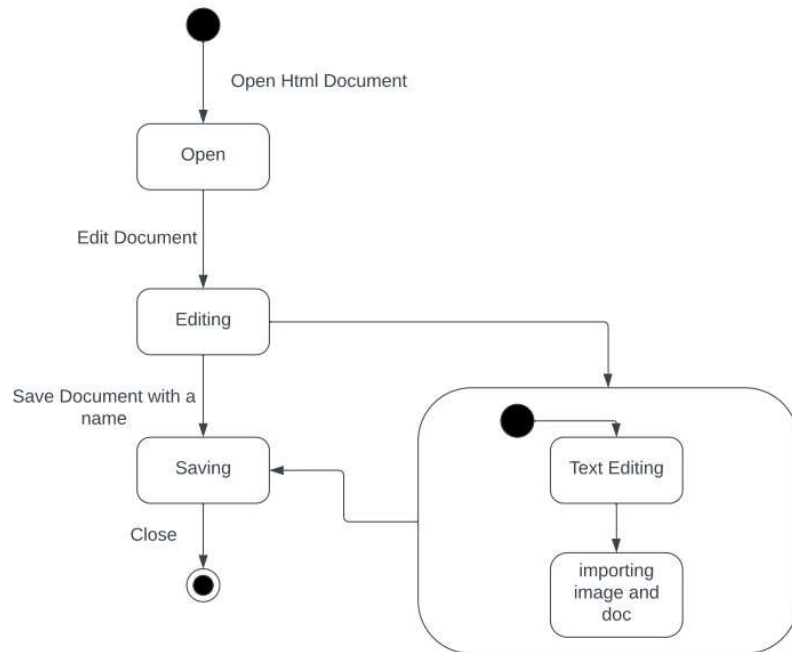 Open Html Document
Open
Edit Document
Editing
Save Document with a
name
Saving
Text Editing
Close
importing
image and
doc